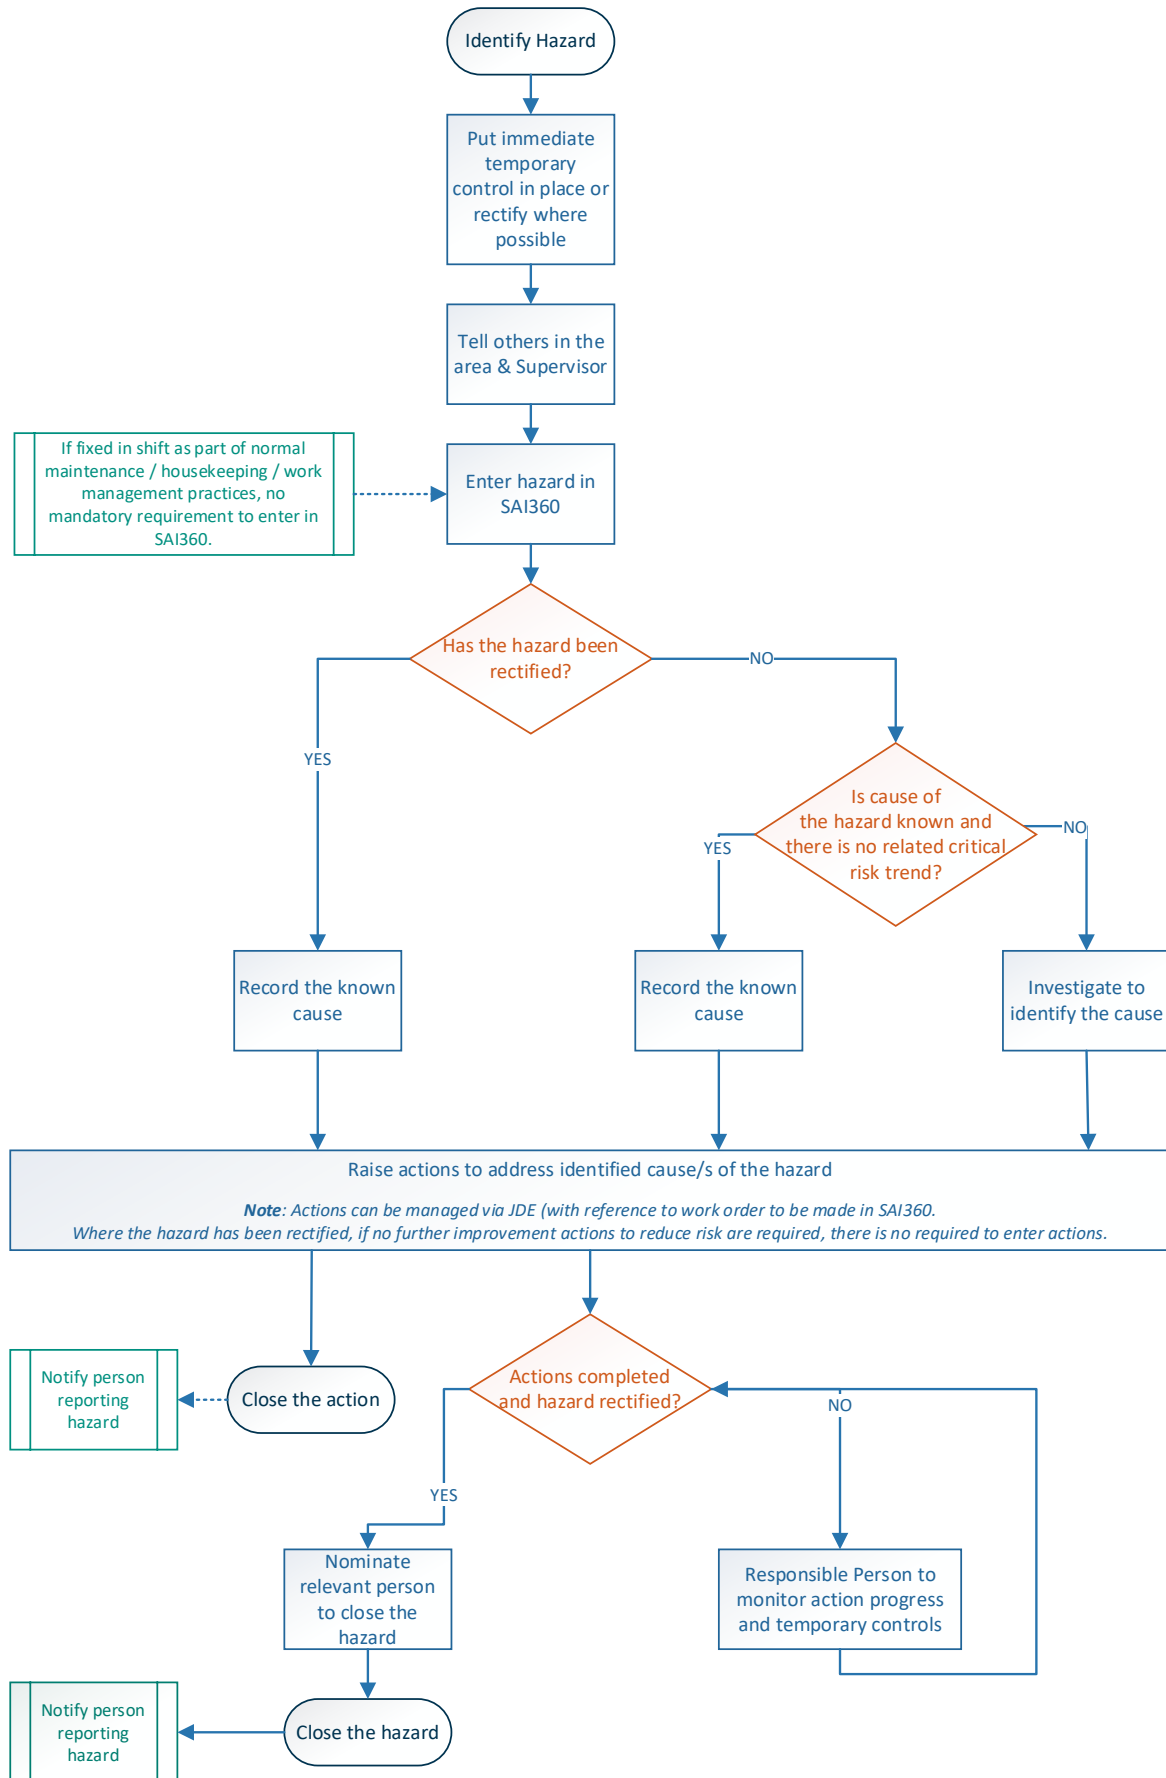 Identify Hazard
Put immediate
temporary
control in place or
rectify where
possible
Tell others in the
area & Supervisor
If fixed in shift as part of normal
maintenance / housekeeping / work
management practices, no
mandatory requirement to enter in
SAI360.
Enter hazard in
SAI360
Has the hazard been
rectified?
NO
YES
Is cause of
the hazard known and
there is no related critical
risk trend?
YES
NO
Record the known
cause
Record the known
cause
Investigate to
identify the cause
Raise actions to address identified cause/s of the hazard
Note: Actions can be managed via JDE (with reference to work order to be made in SAI360.
Where the hazard has been rectified, if no further improvement actions to reduce risk are required, there is no required to enter actions.
Notify person
reporting
hazard
Close the action
Actions completed
and hazard rectified?
NO
YES
Nominate
relevant person
to close the
hazard
Responsible Person to
monitor action progress
and temporary controls
Notify person
reporting
hazard
Close the hazard